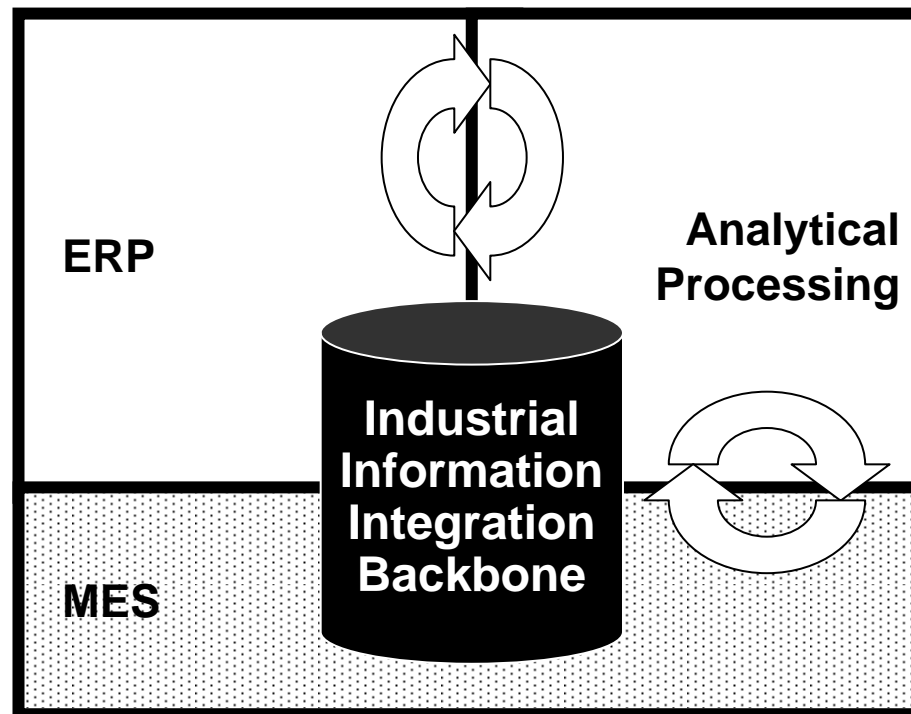 ERP
Analytical
Processing
Industrial
Information
Integration
Backbone
MES